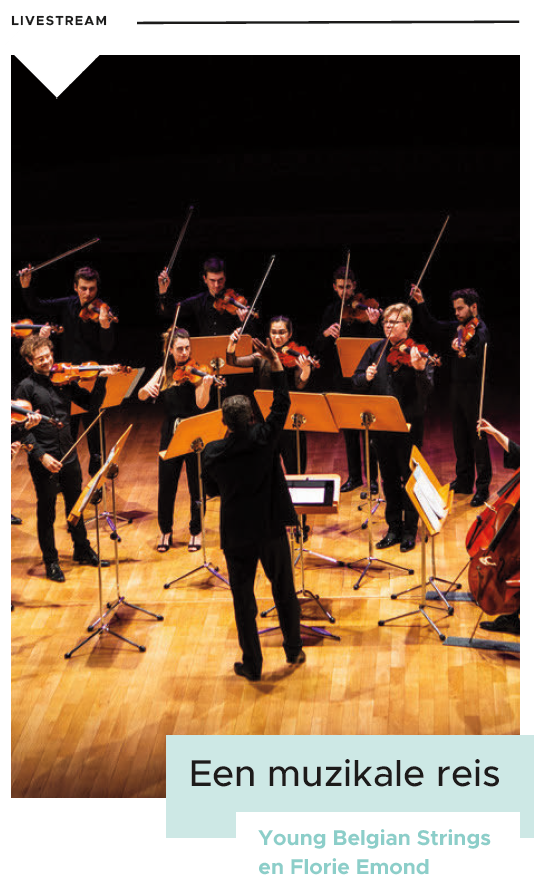 LIVESTREAM
Een muzikale reis
Young Belgian Strings
en Florie Emond